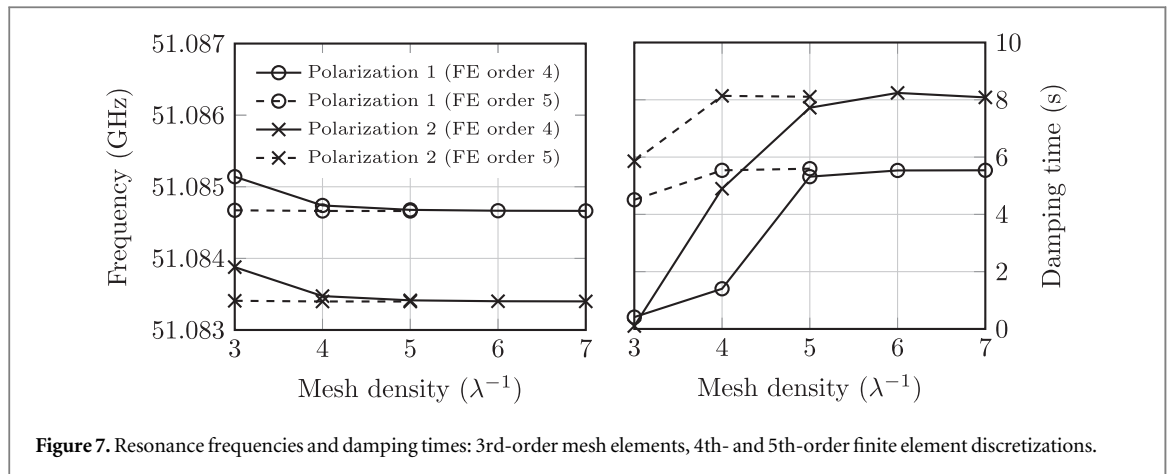 51.087
51.086
51.085
51.084
51.083
Frequency (GHz)
Polarization 1 (FE order 4)
Polarization 1 (FE order 5)
Polarization 2 (FE order 4)
Polarization 2 (FE order 5)
3 4 5 6 7
Mesh density (λ⁻¹)
10
8
6
4
2
0
Damping time (s)
3 4 5 6 7
Mesh density (λ⁻¹)
Figure 7. Resonance frequencies and damping times: 3rd-order mesh elements, 4th- and 5th-order finite element discretizations.